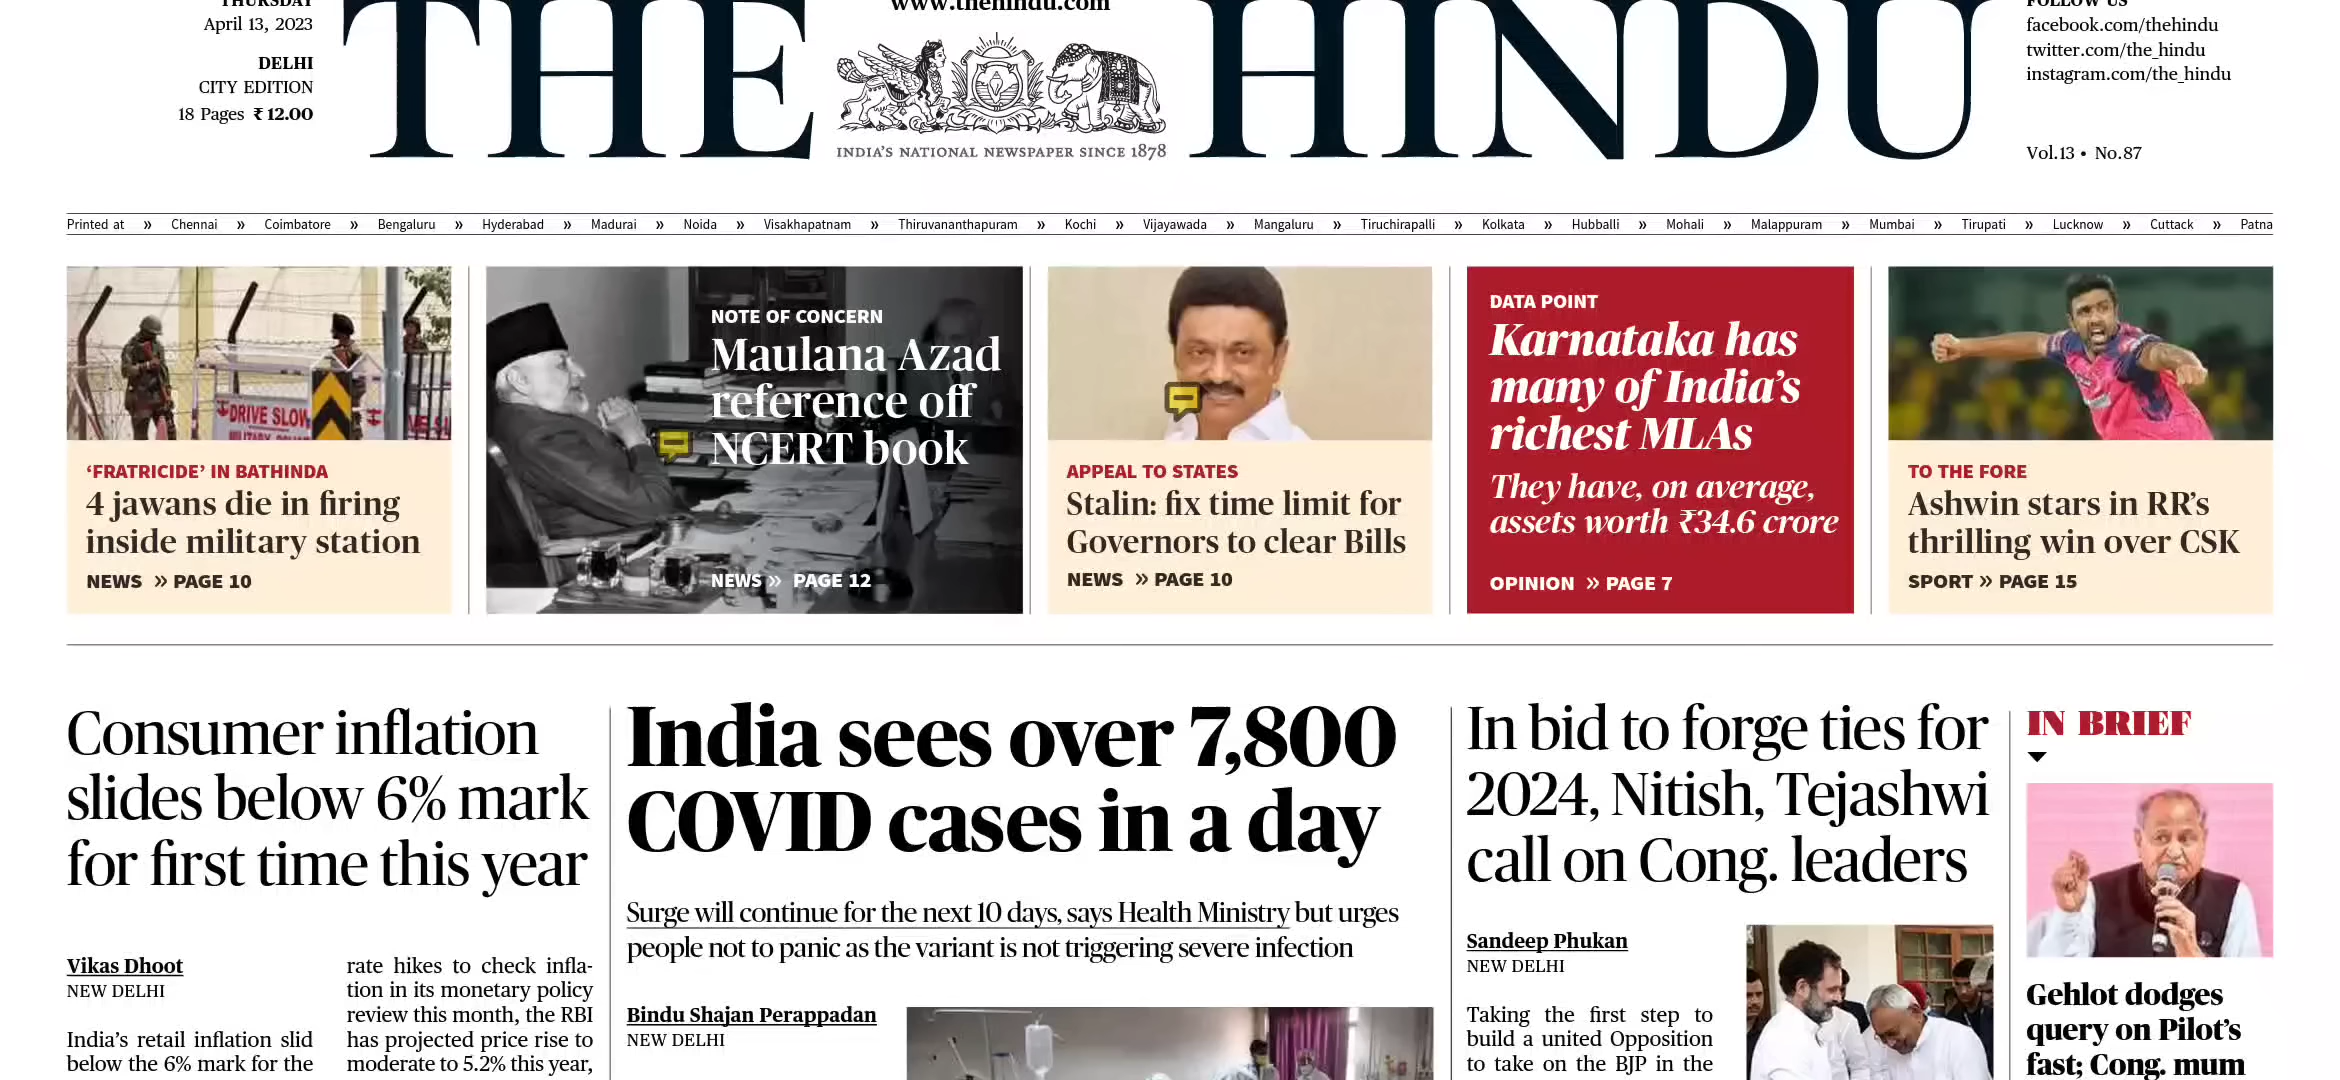 THURSDAY
April 13, 2023
DELHI
CITY EDITION
18 Pages ₹ 12.00
www.thehindu.com
THE HINDU
INDIA'S NATIONAL NEWSPAPER SINCE 1878
FOLLOW US
facebook.com/thehindu
twitter.com/the_hindu
instagram.com/the_hindu
Vol.13 • No.87
Printed at » Chennai » Coimbatore » Bengaluru » Hyderabad » Madurai » Noida » Visakhapatnam » Thiruvananthapuram » Kochi » Vijayawada » Mangaluru » Tiruchirapalli » Kolkata » Hubballi » Mohali » Malappuram » Mumbai » Tirupati » Lucknow » Cuttack » Patna
DRIVE SLOW
‘FRATRICIDE’ IN BATHINDA
4 jawans die in firing
inside military station
NEWS » PAGE 10
NOTE OF CONCERN
Maulana Azad
reference off
NCERT book
NEWS » PAGE 12
APPEAL TO STATES
Stalin: fix time limit for
Governors to clear Bills
NEWS » PAGE 10
DATA POINT
Karnataka has
many of India’s
richest MLAs
They have, on average,
assets worth ₹34.6 crore
OPINION » PAGE 7
TO THE FORE
Ashwin stars in RR’s
thrilling win over CSK
SPORT » PAGE 15
Consumer inflation
slides below 6% mark
for first time this year
Vikas Dhoot
NEW DELHI
India’s retail inflation slid
below the 6% mark for the
rate hikes to check infla-
tion in its monetary policy
review this month, the RBI
has projected price rise to
moderate to 5.2% this year,
India sees over 7,800
COVID cases in a day
Surge will continue for the next 10 days, says Health Ministry but urges
people not to panic as the variant is not triggering severe infection
Bindu Shajan Perappadan
NEW DELHI
In bid to forge ties for
2024, Nitish, Tejashwi
call on Cong. leaders
Sandeep Phukan
NEW DELHI
Taking the first step to
build a united Opposition
to take on the BJP in the
IN BRIEF
Gehlot dodges
query on Pilot’s
fast; Cong. mum